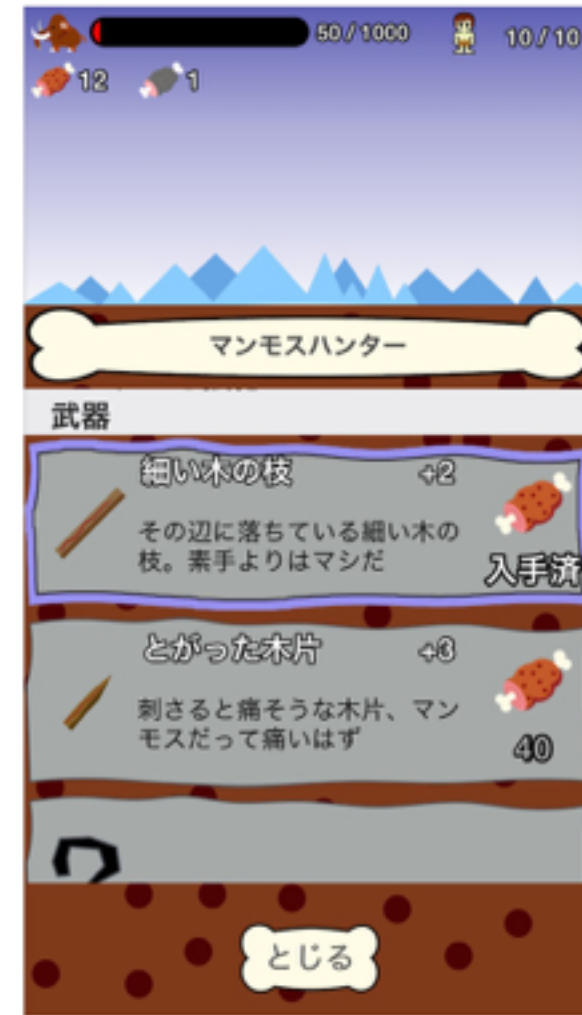 50/1000 10/10
12 1
マンモスハンター
武器
細い木の枝 +2
その辺に落ちている細い木の
枝。素手よりはマシだ
入手済
とがった木片 +3
刺さると痛そうな木片、マン
モスだって痛いはず
40
とじる